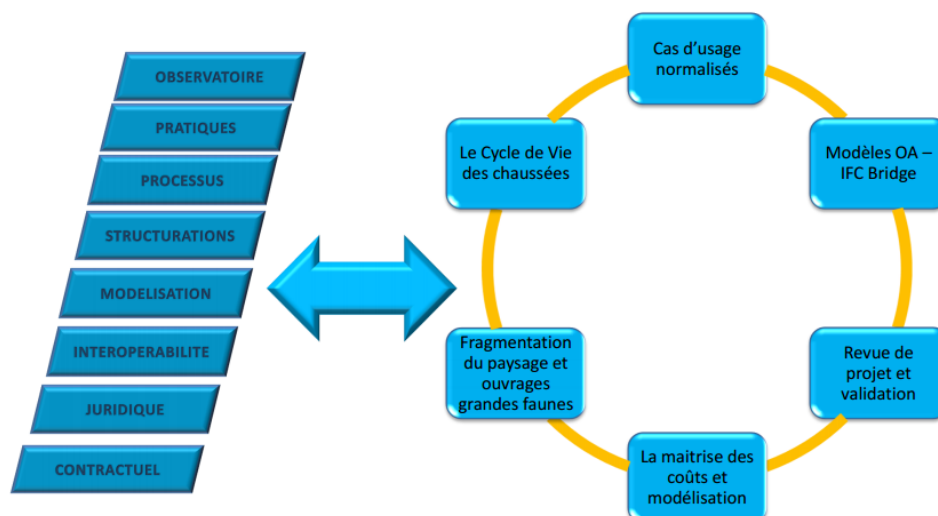 OBSERVATOIRE
PRATIQUES
PROCESSUS
STRUCTURATIONS
MODELISATION
INTEROPERABILITE
JURIDIQUE
CONTRACTUEL
Cas d'usage
normalisés
Modèles OA –
IFC Bridge
Revue de
projet et
validation
La maitrise des
coûts et
modélisation
Fragmentation
du paysage et
ouvrages
grandes faunes
Le Cycle de Vie
des chaussées